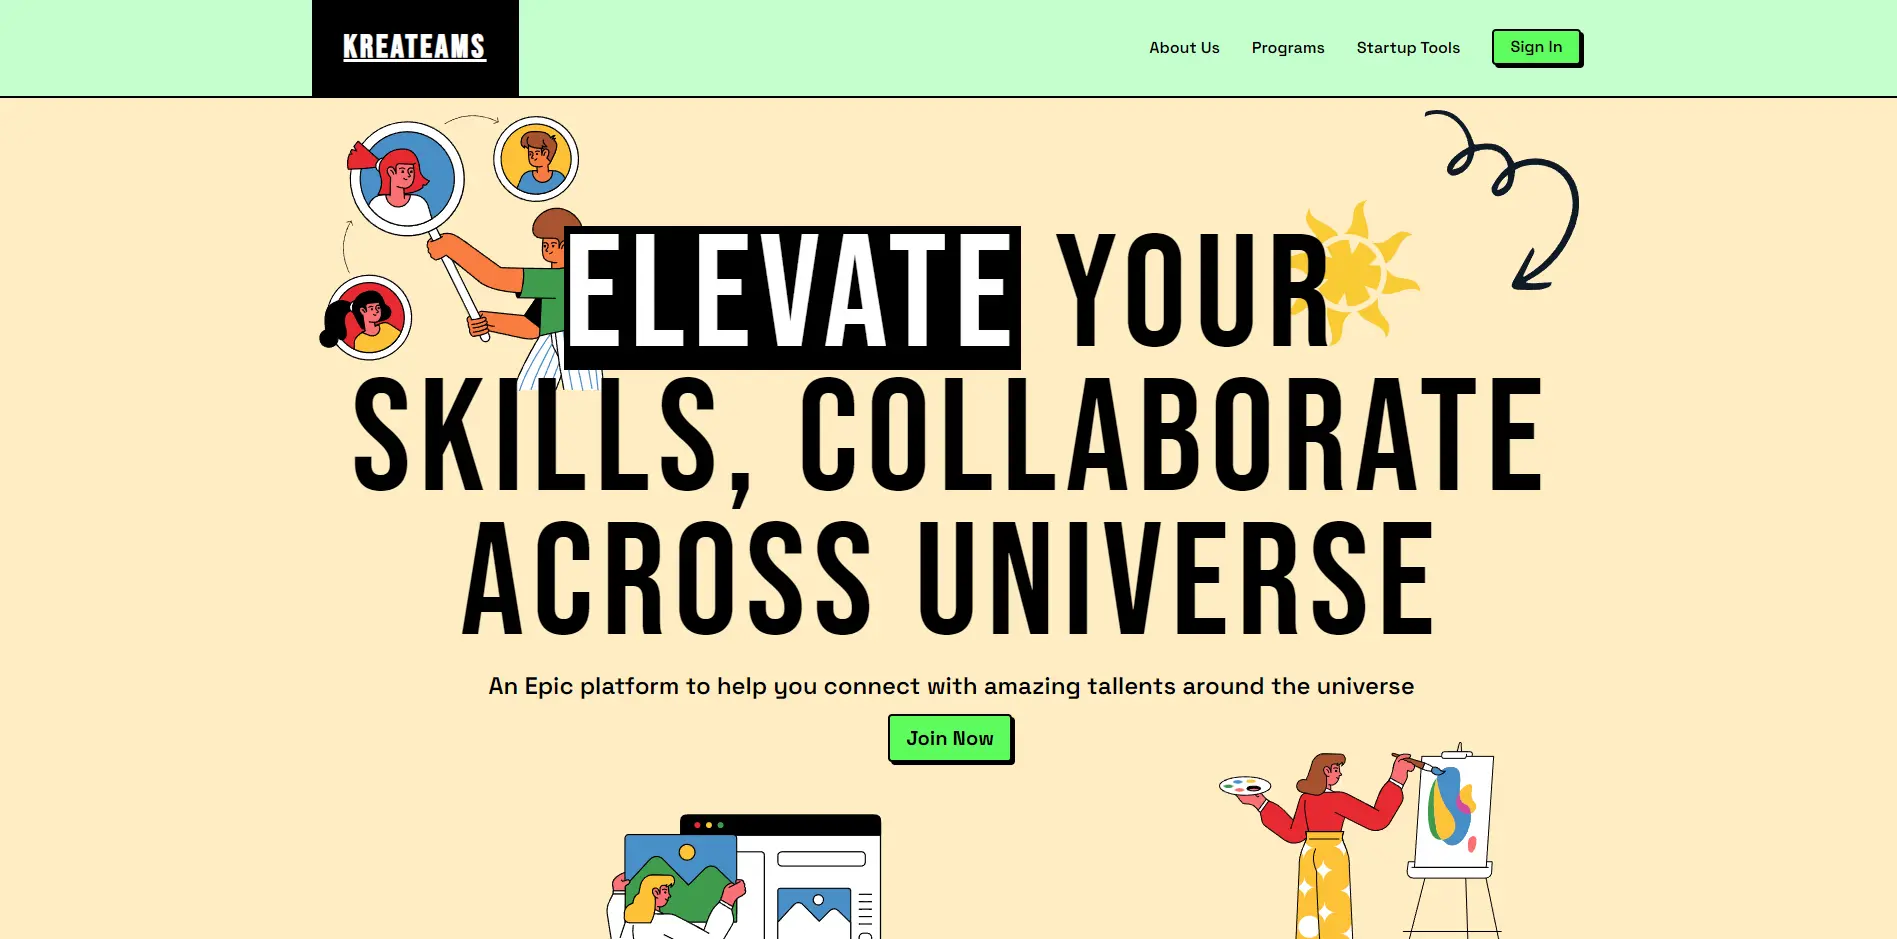 KREATEAMS
About Us
Programs
Startup Tools
Sign In
ELEVATE YOUR
SKILLS, COLLABORATE
ACROSS UNIVERSE
An Epic platform to help you connect with amazing tallents around the universe
Join Now